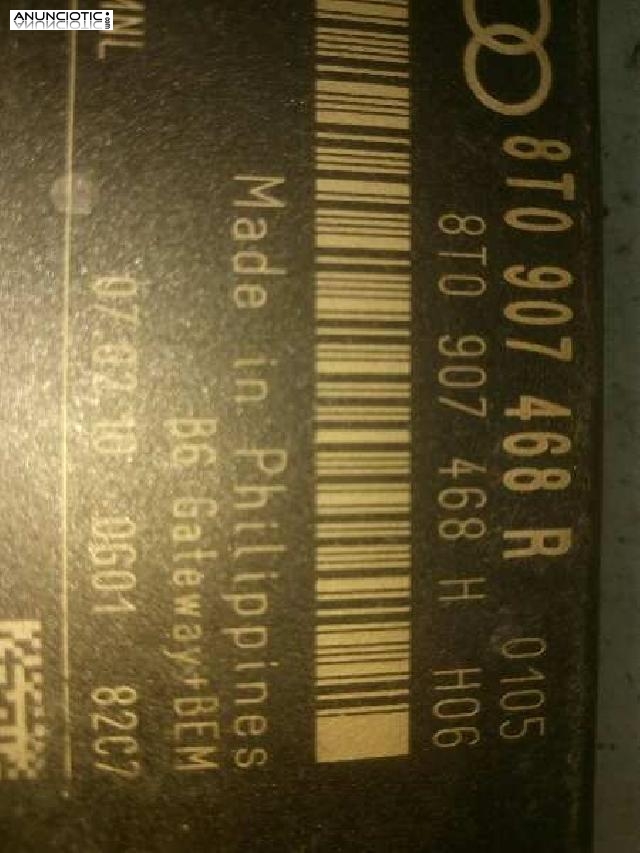 ANUNCIOTIC.com
8T0 907 468 R 0105
8T0 907 468 H H06
Made in Philippines
B6 Gateway+BEM
07.02.10 0601 82C7
MNL